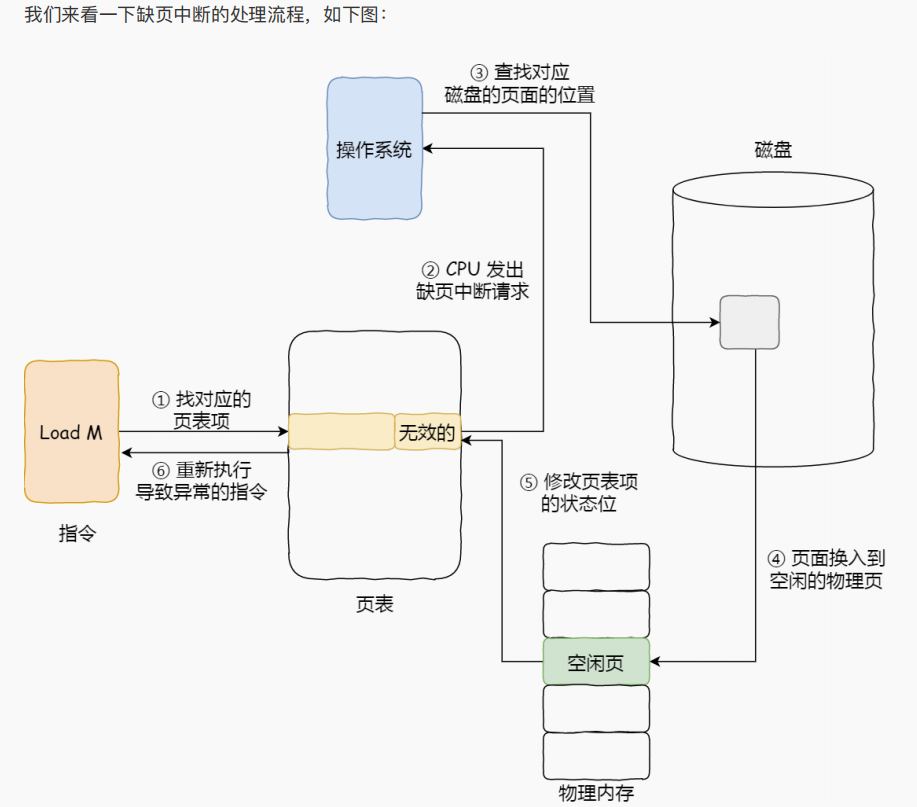 我们来看一下缺页中断的处理流程，如下图：
③ 查找对应
磁盘的页面的位置
操作系统
磁盘
② CPU 发出
缺页中断请求
① 找对应的
页表项
Load M
无效的
⑥ 重新执行
导致异常的指令
⑤ 修改页表项
的状态位
指令
④ 页面换入到
空闲的物理页
页表
空闲页
物理内存